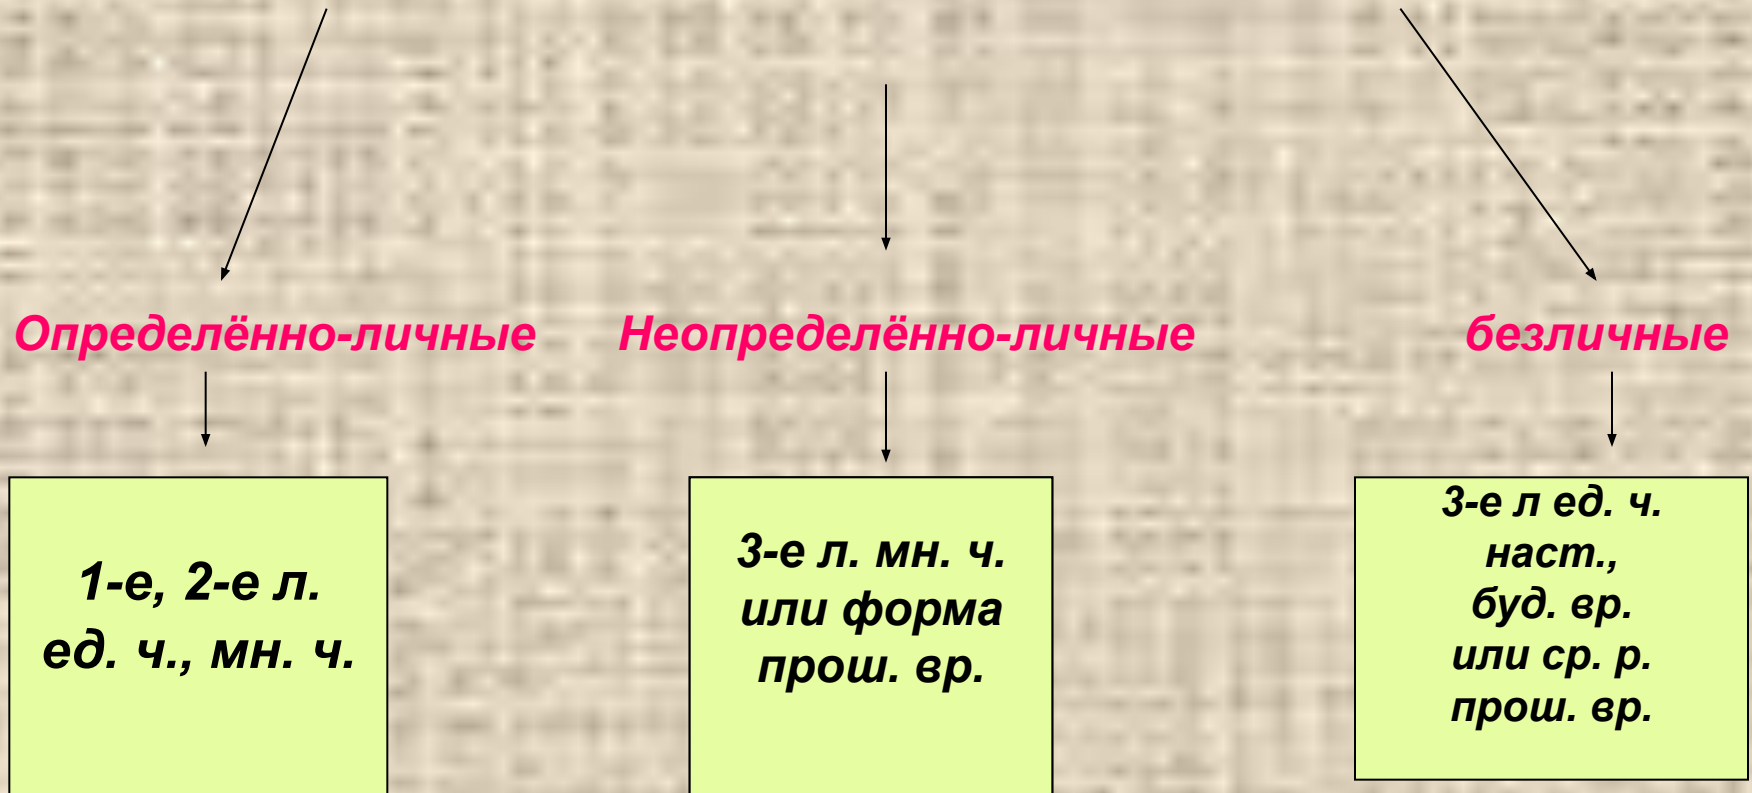 Определённо-личные
Неопределённо-личные
безличные
1-е, 2-е л.
ед. ч., мн. ч.
3-е л. мн. ч.
или форма
прош. вр.
3-е л ед. ч.
наст.,
буд. вр.
или ср. р.
прош. вр.